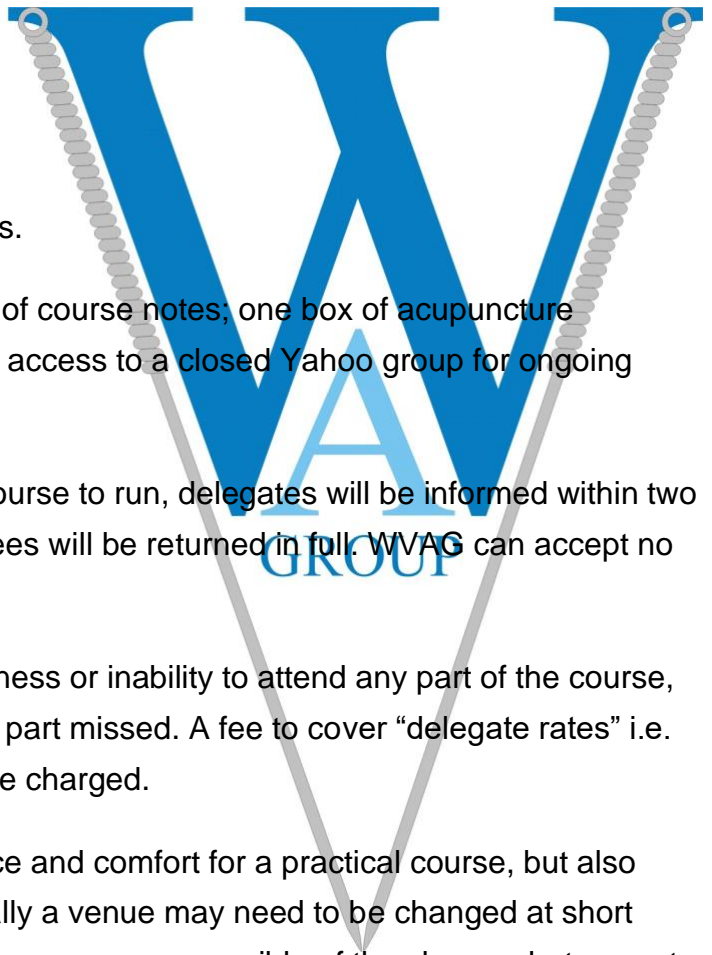 s.
of course notes; one box of acupuncture
access to a closed Yahoo group for ongoing
ourse to run, delegates will be informed within two
ees will be returned in full. WVAG can accept no
ness or inability to attend any part of the course,
part missed. A fee to cover “delegate rates” i.e.
e charged.
ce and comfort for a practical course, but also
ally a venue may need to be changed at short
W
A
GROUP